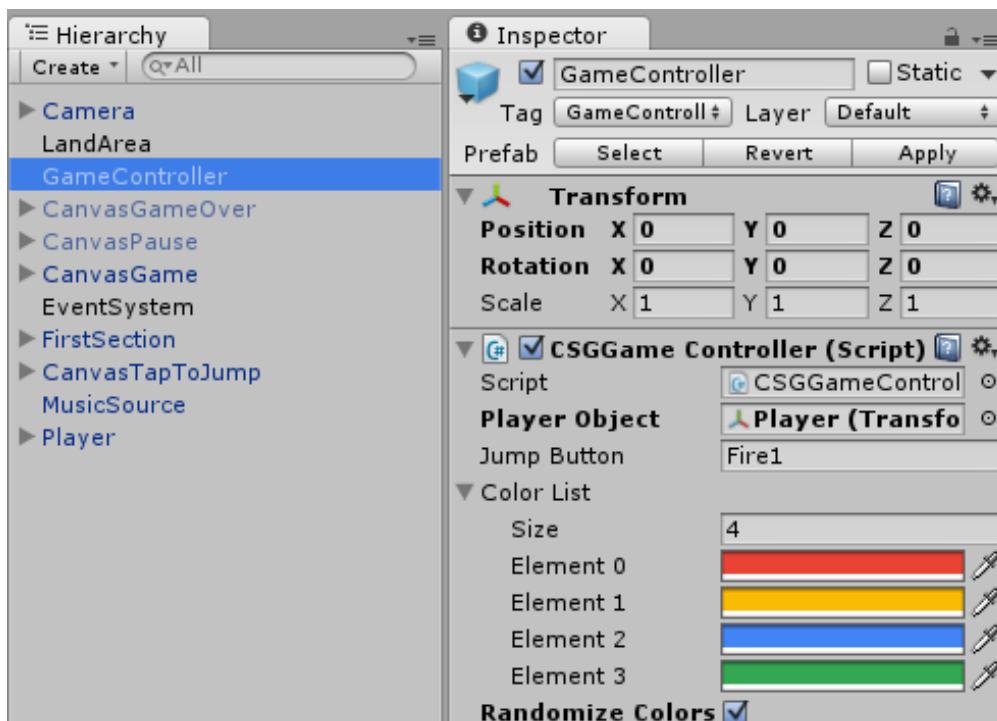 Hierarchy
Create
All
Camera
LandArea
GameController
CanvasGameOver
CanvasPause
CanvasGame
EventSystem
FirstSection
CanvasTapToJump
MusicSource
Player
Inspector
GameController Static
Tag GameControll Layer Default
Prefab Select Revert Apply
Transform
Position X 0 Y 0 Z 0
Rotation X 0 Y 0 Z 0
Scale X 1 Y 1 Z 1
CSGGame Controller (Script)
Script CSGGameControl
Player Object Player (Transfo
Jump Button Fire1
Color List
Size 4
Element 0
Element 1
Element 2
Element 3
Randomize Colors